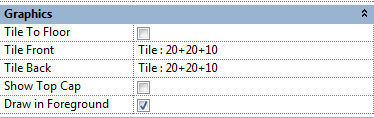 Graphics
Tile To Floor
Tile Front Tile : 20+20+10
Tile Back Tile : 20+20+10
Show Top Cap
Draw in Foreground